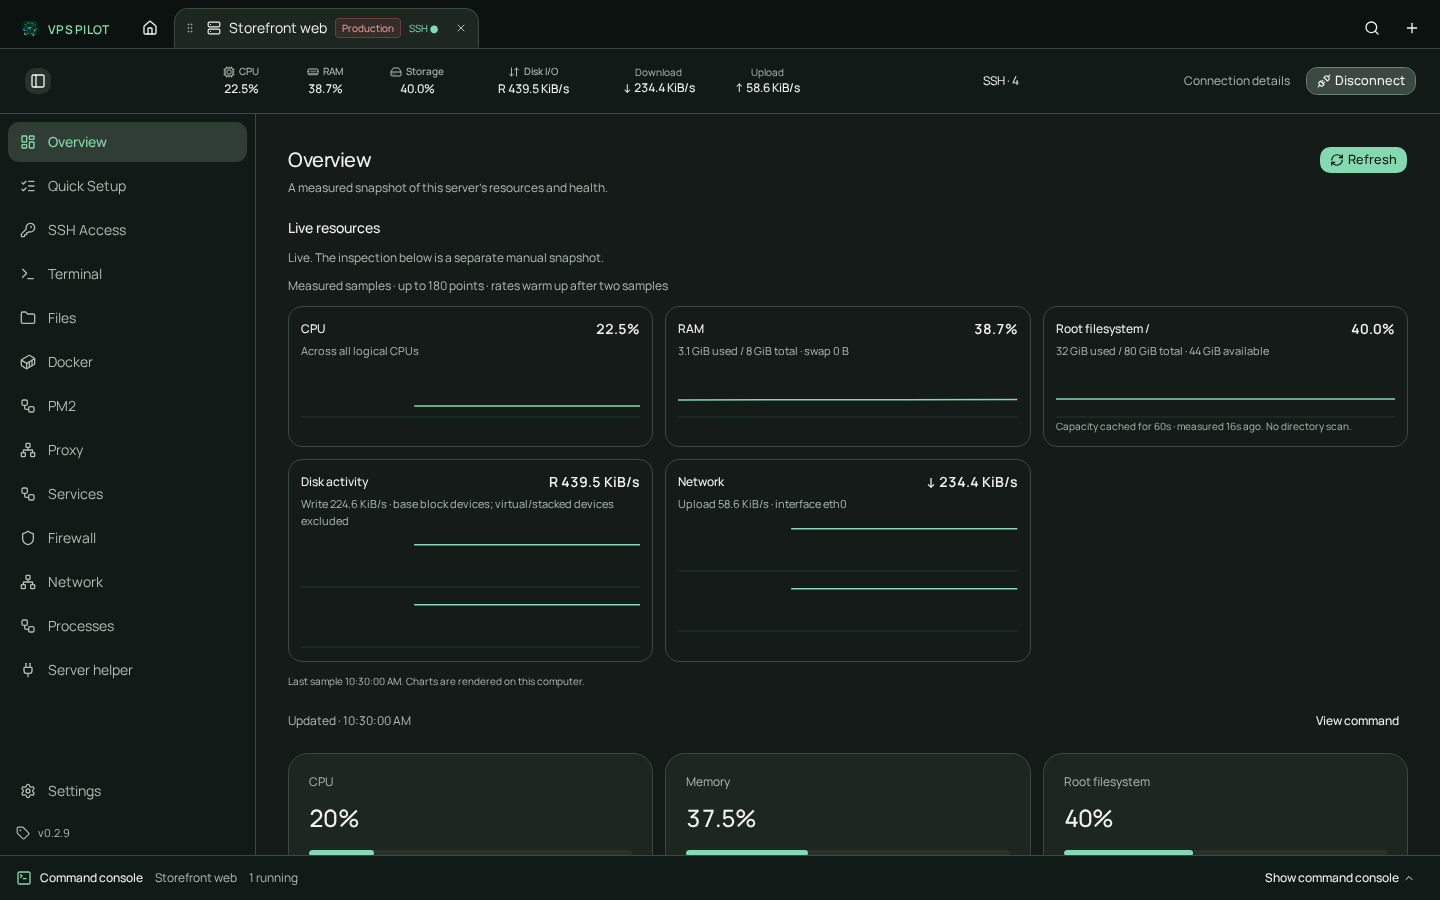 VPS PILOT
Storefront web Production SSH
CPU RAM Storage Disk I/O Download Upload
22.5% 38.7% 40.0% R 439.5 KiB/s ↓ 234.4 KiB/s ↑ 58.6 KiB/s
SSH · 4
Connection details
Disconnect
Overview
Quick Setup
SSH Access
Terminal
Files
Docker
PM2
Proxy
Services
Firewall
Network
Processes
Server helper
Settings
v0.2.9
Overview
Refresh
A measured snapshot of this server's resources and health.
Live resources
Live. The inspection below is a separate manual snapshot.
Measured samples · up to 180 points · rates warm up after two samples
CPU 22.5%
Across all logical CPUs
RAM 38.7%
3.1 GiB used / 8 GiB total · swap 0 B
Root filesystem / 40.0%
32 GiB used / 80 GiB total · 44 GiB available
Capacity cached for 60s · measured 16s ago. No directory scan.
Disk activity R 439.5 KiB/s
Write 224.6 KiB/s · base block devices; virtual/stacked devices
excluded
Network ↓ 234.4 KiB/s
Upload 58.6 KiB/s · interface eth0
Last sample 10:30:00 AM. Charts are rendered on this computer.
Updated · 10:30:00 AM
View command
CPU
20%
Memory
37.5%
Root filesystem
40%
Command console Storefront web 1 running
Show command console